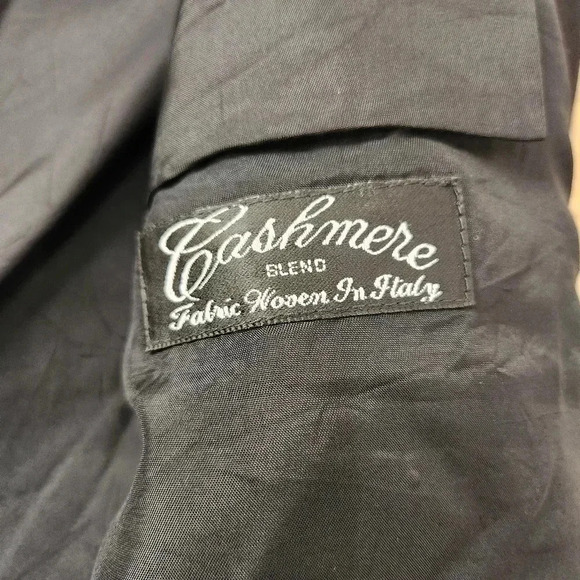 Cashmere
BLEND
Fabric Woven In Italy